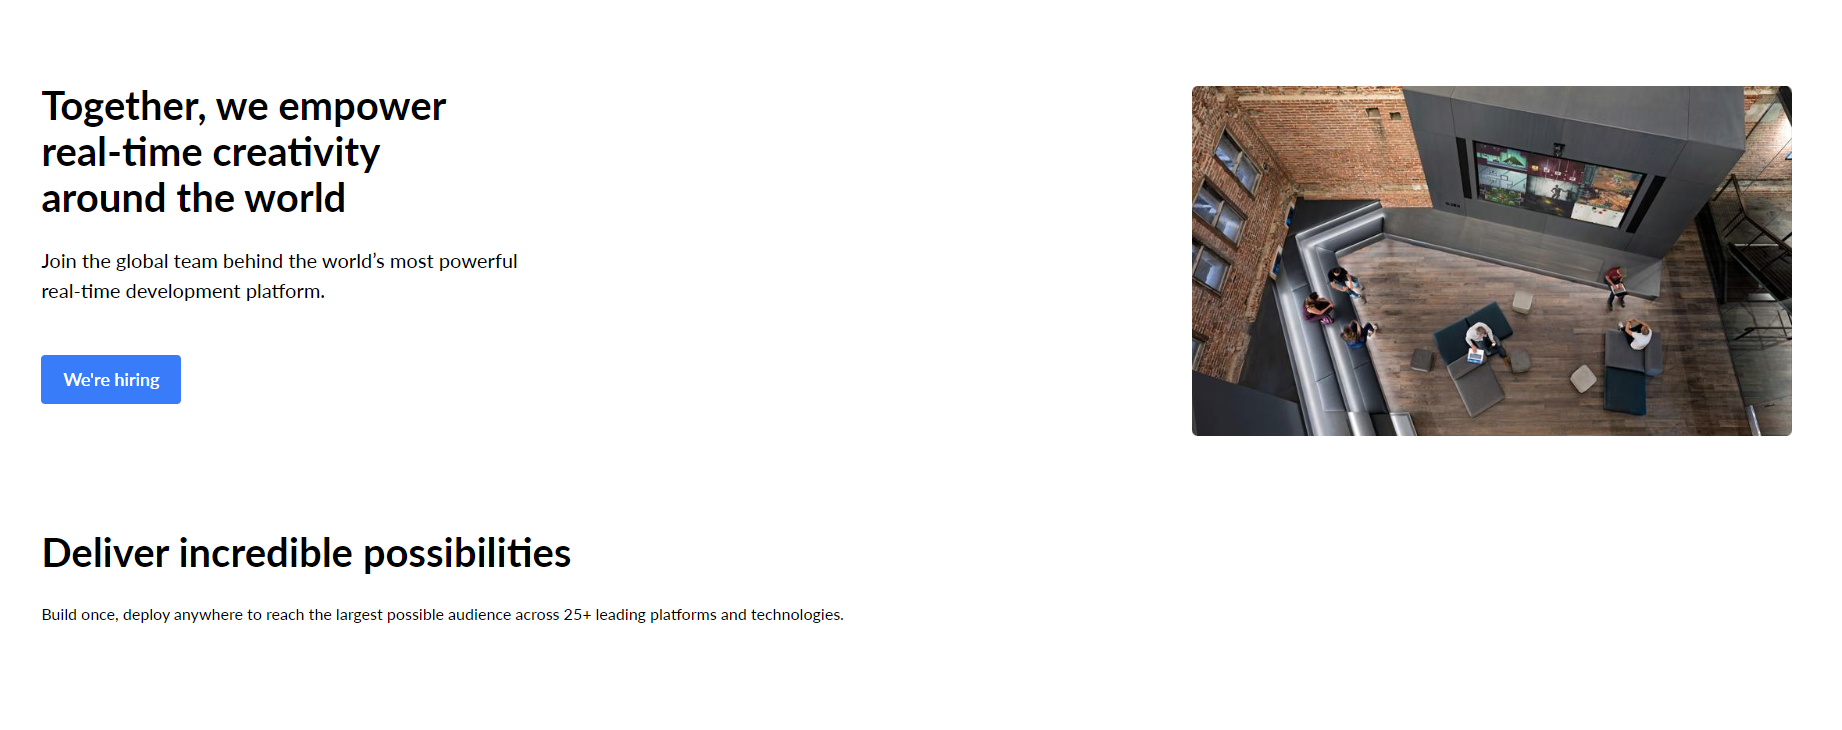 Together, we empower
real-time creativity
around the world
Join the global team behind the world’s most powerful
real-time development platform.
We're hiring
Deliver incredible possibilities
Build once, deploy anywhere to reach the largest possible audience across 25+ leading platforms and technologies.